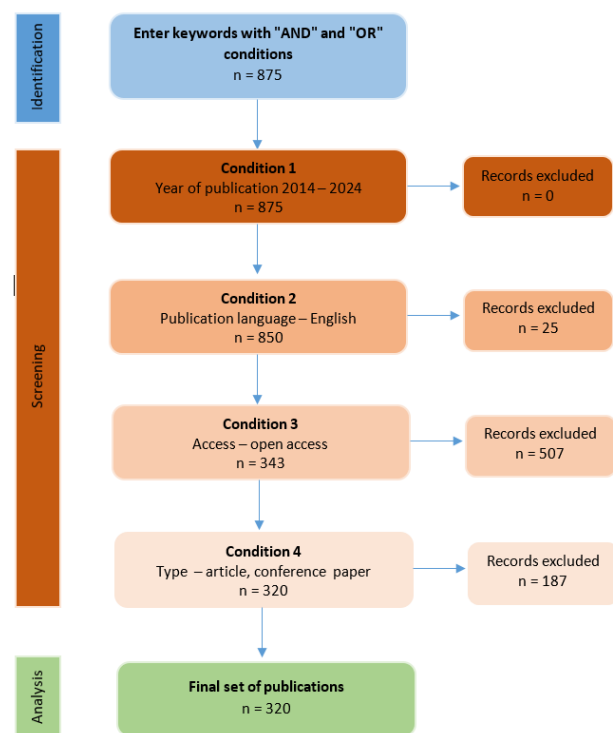 Identification
Enter keywords with "AND" and "OR"
conditions
n = 875
Screening
Condition 1
Year of publication 2014 – 2024
n = 875
Records excluded
n = 0
Condition 2
Publication language – English
n = 850
Records excluded
n = 25
Condition 3
Access – open access
n = 343
Records excluded
n = 507
Condition 4
Type – article, conference paper
n = 320
Records excluded
n = 187
Analysis
Final set of publications
n = 320